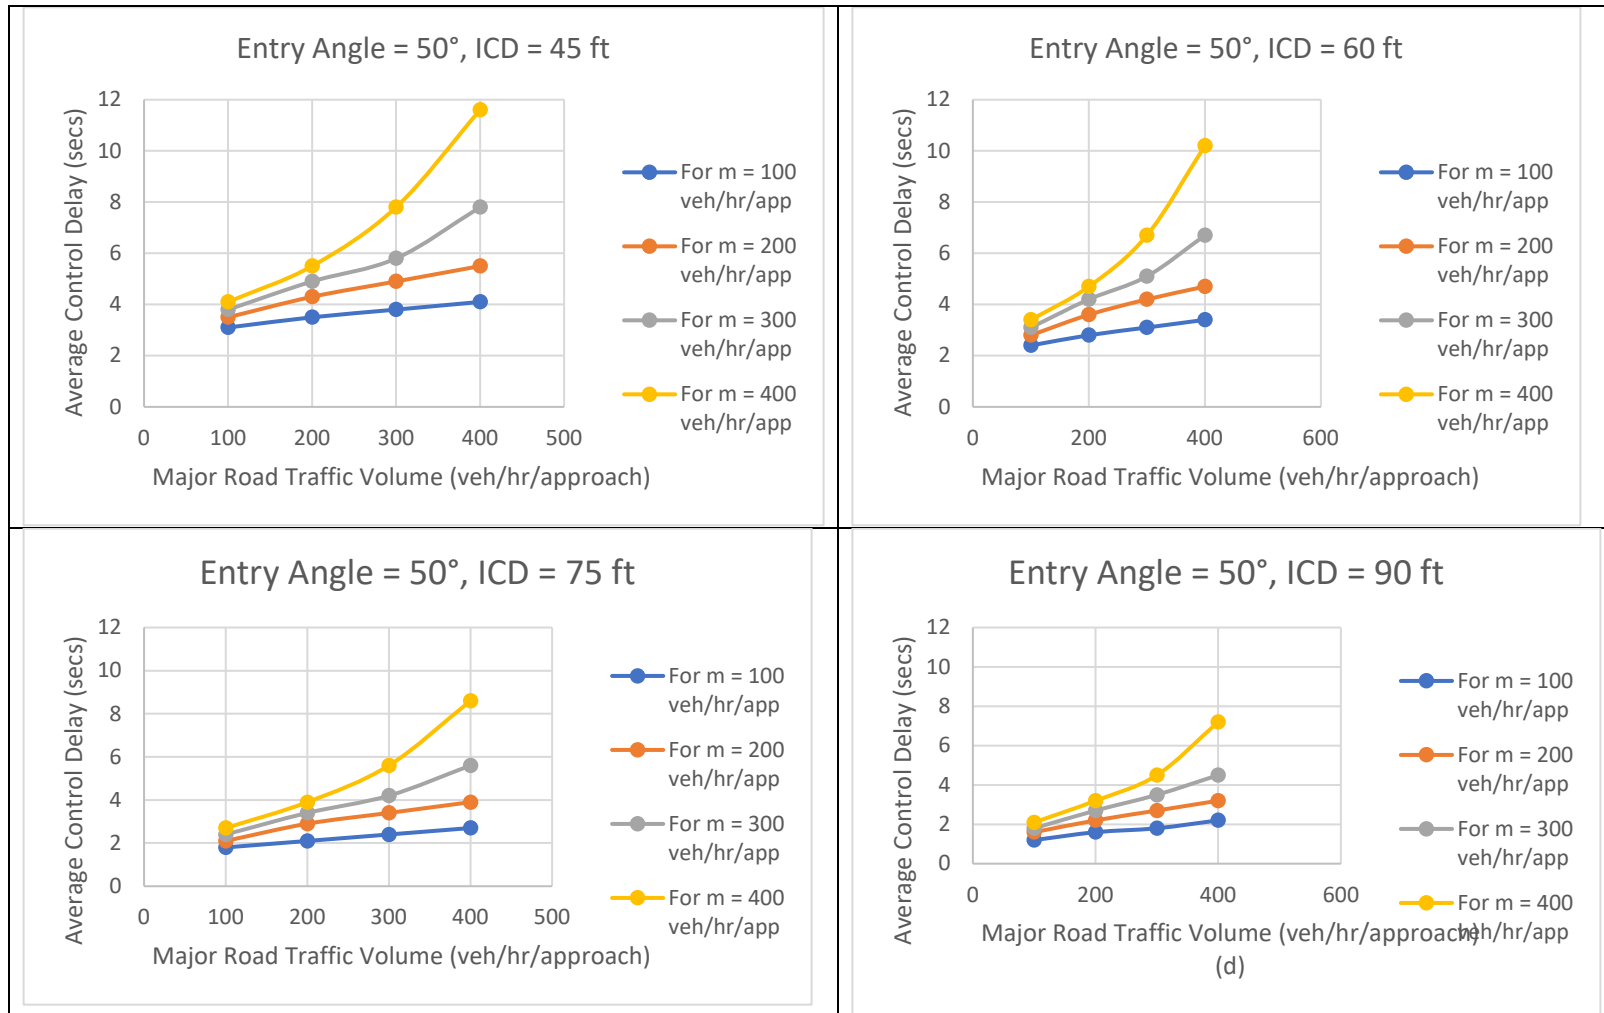 Entry Angle = 50°, ICD = 45 ft
Average Control Delay (secs)
12
10
8
6
4
2
0
0 100 200 300 400 500
Major Road Traffic Volume (veh/hr/approach)
For m = 100
veh/hr/app
For m = 200
veh/hr/app
For m = 300
veh/hr/app
For m = 400
veh/hr/app
Entry Angle = 50°, ICD = 60 ft
Average Control Delay (secs)
12
10
8
6
4
2
0
0 200 400 600
Major Road Traffic Volume (veh/hr/approach)
For m = 100
veh/hr/app
For m = 200
veh/hr/app
For m = 300
veh/hr/app
For m = 400
veh/hr/app
Entry Angle = 50°, ICD = 75 ft
Average Control Delay (secs)
12
10
8
6
4
2
0
0 100 200 300 400 500
Major Road Traffic Volume (veh/hr/approach)
For m = 100
veh/hr/app
For m = 200
veh/hr/app
For m = 300
veh/hr/app
For m = 400
veh/hr/app
Entry Angle = 50°, ICD = 90 ft
Average Control Delay (secs)
12
10
8
6
4
2
0
0 200 400 600
Major Road Traffic Volume (veh/hr/approach)
(d)
For m = 100
veh/hr/app
For m = 200
veh/hr/app
For m = 300
veh/hr/app
For m = 400
veh/hr/app